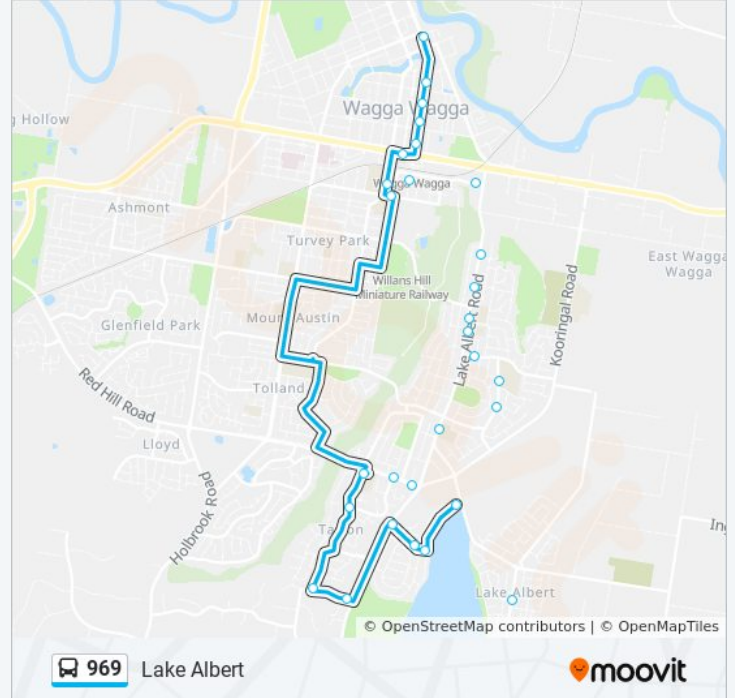 Wagga Wagga
g Hollow
Wagga Wagga
Ashmont
Turvey Park
East Wagga
Wagga
Willans Hill
Miniature Railway
Kooringal Road
Lake Albert Road
Glenfield Park
Mount Austin
Red Hill Road
Tolland
Lloyd
Holbrook Road
Lake Albert
© OpenStreetMap contributors | © OpenMapTiles
969 Lake Albert
moovit